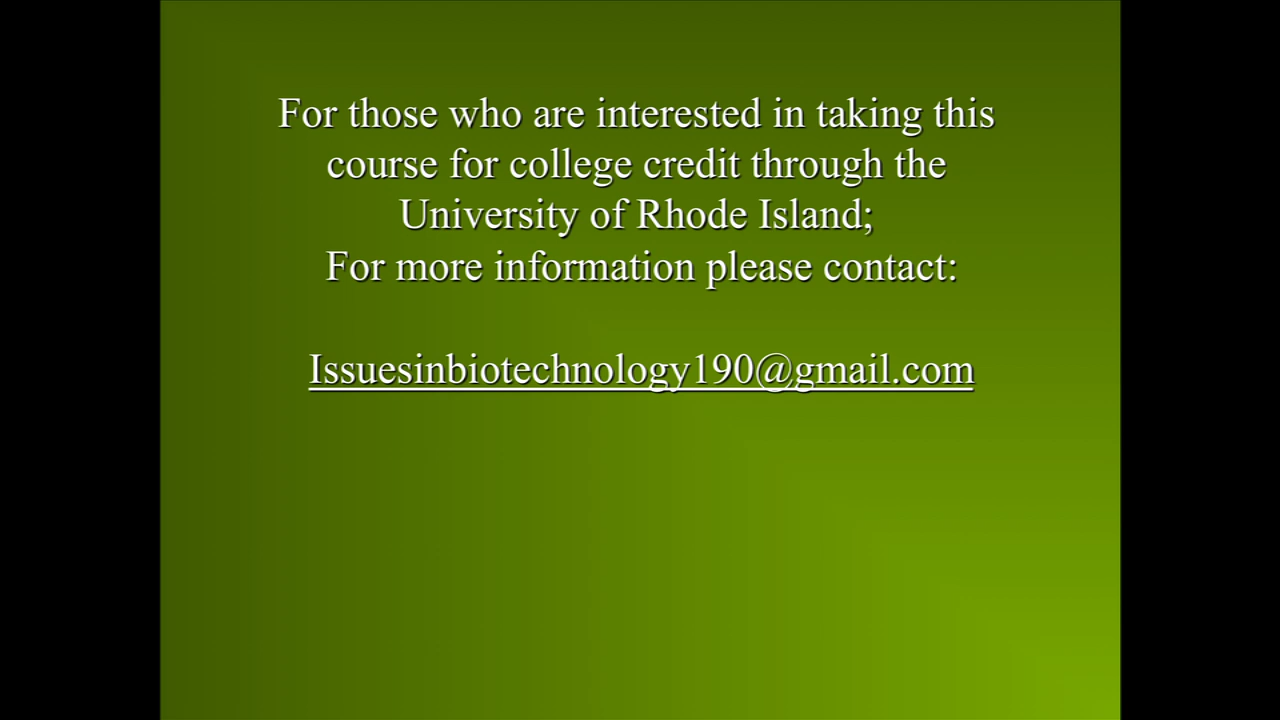 For those who are interested in taking this
course for college credit through the
University of Rhode Island;
For more information please contact:
Issuesinbiotechnology190@gmail.com